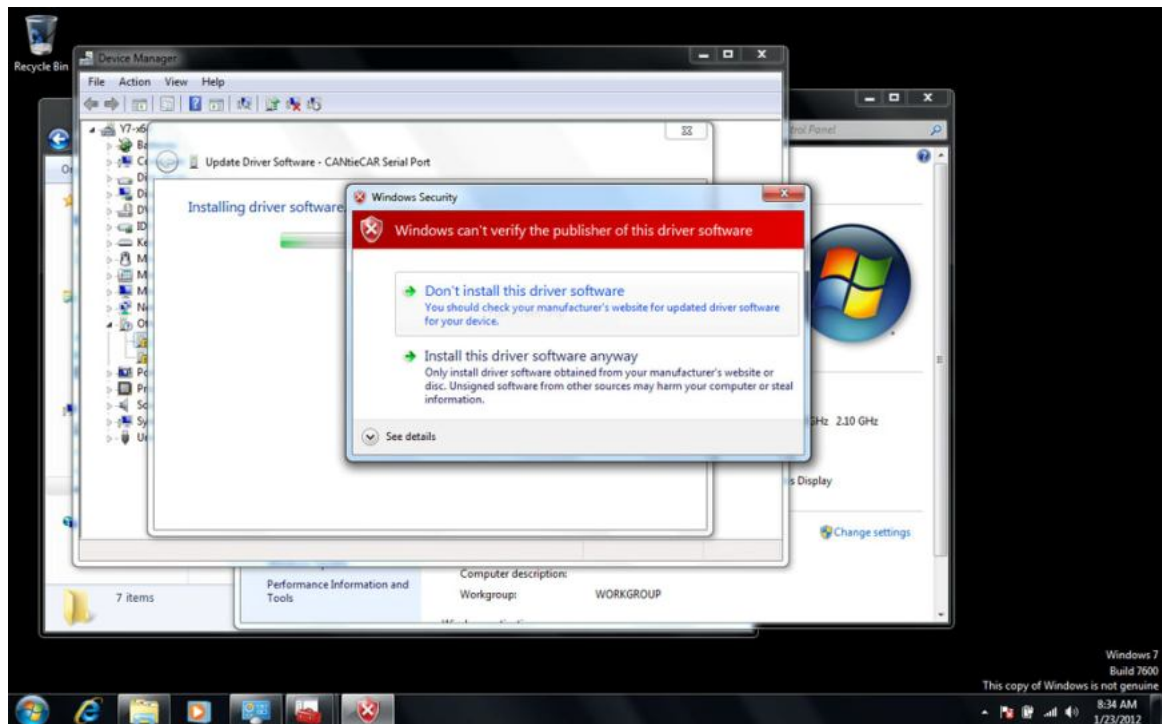 Recycle Bin
Device Manager
File Action View Help
Control Panel
Update Driver Software - CANtieCAR Serial Port
Installing driver software
Windows Security
Windows can't verify the publisher of this driver software
Don't install this driver software
You should check your manufacturer's website for updated driver software
for your device.
Install this driver software anyway
Only install driver software obtained from your manufacturer's website or
disc. Unsigned software from other sources may harm your computer or steal
information.
See details
GHz 2.10 GHz
Display
Change settings
Performance Information and
Tools
Computer description:
Workgroup: WORKGROUP
7 items
Windows 7
Build 7600
This copy of Windows is not genuine
8:34 AM
1/23/2012